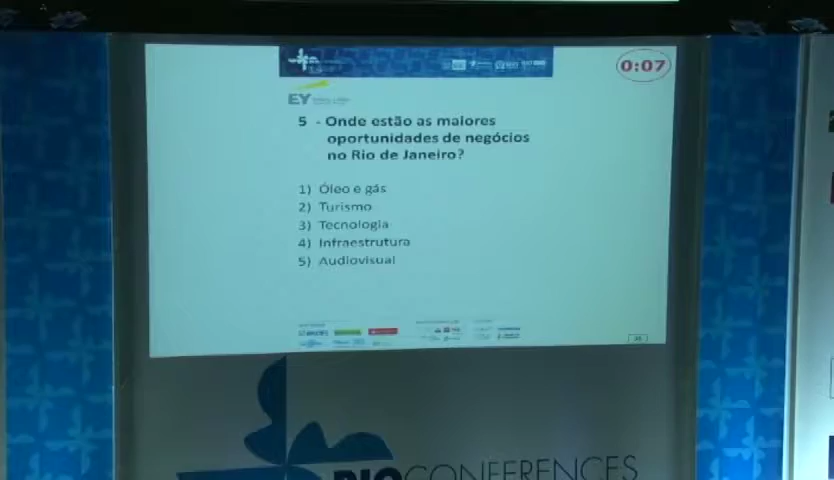 0:07
EY
5 - Onde estão as maiores
oportunidades de negócios
no Rio de Janeiro?
1) Óleo e gás
2) Turismo
3) Tecnologia
4) Infraestrutura
5) Audiovisual
RIOCONFERENCES